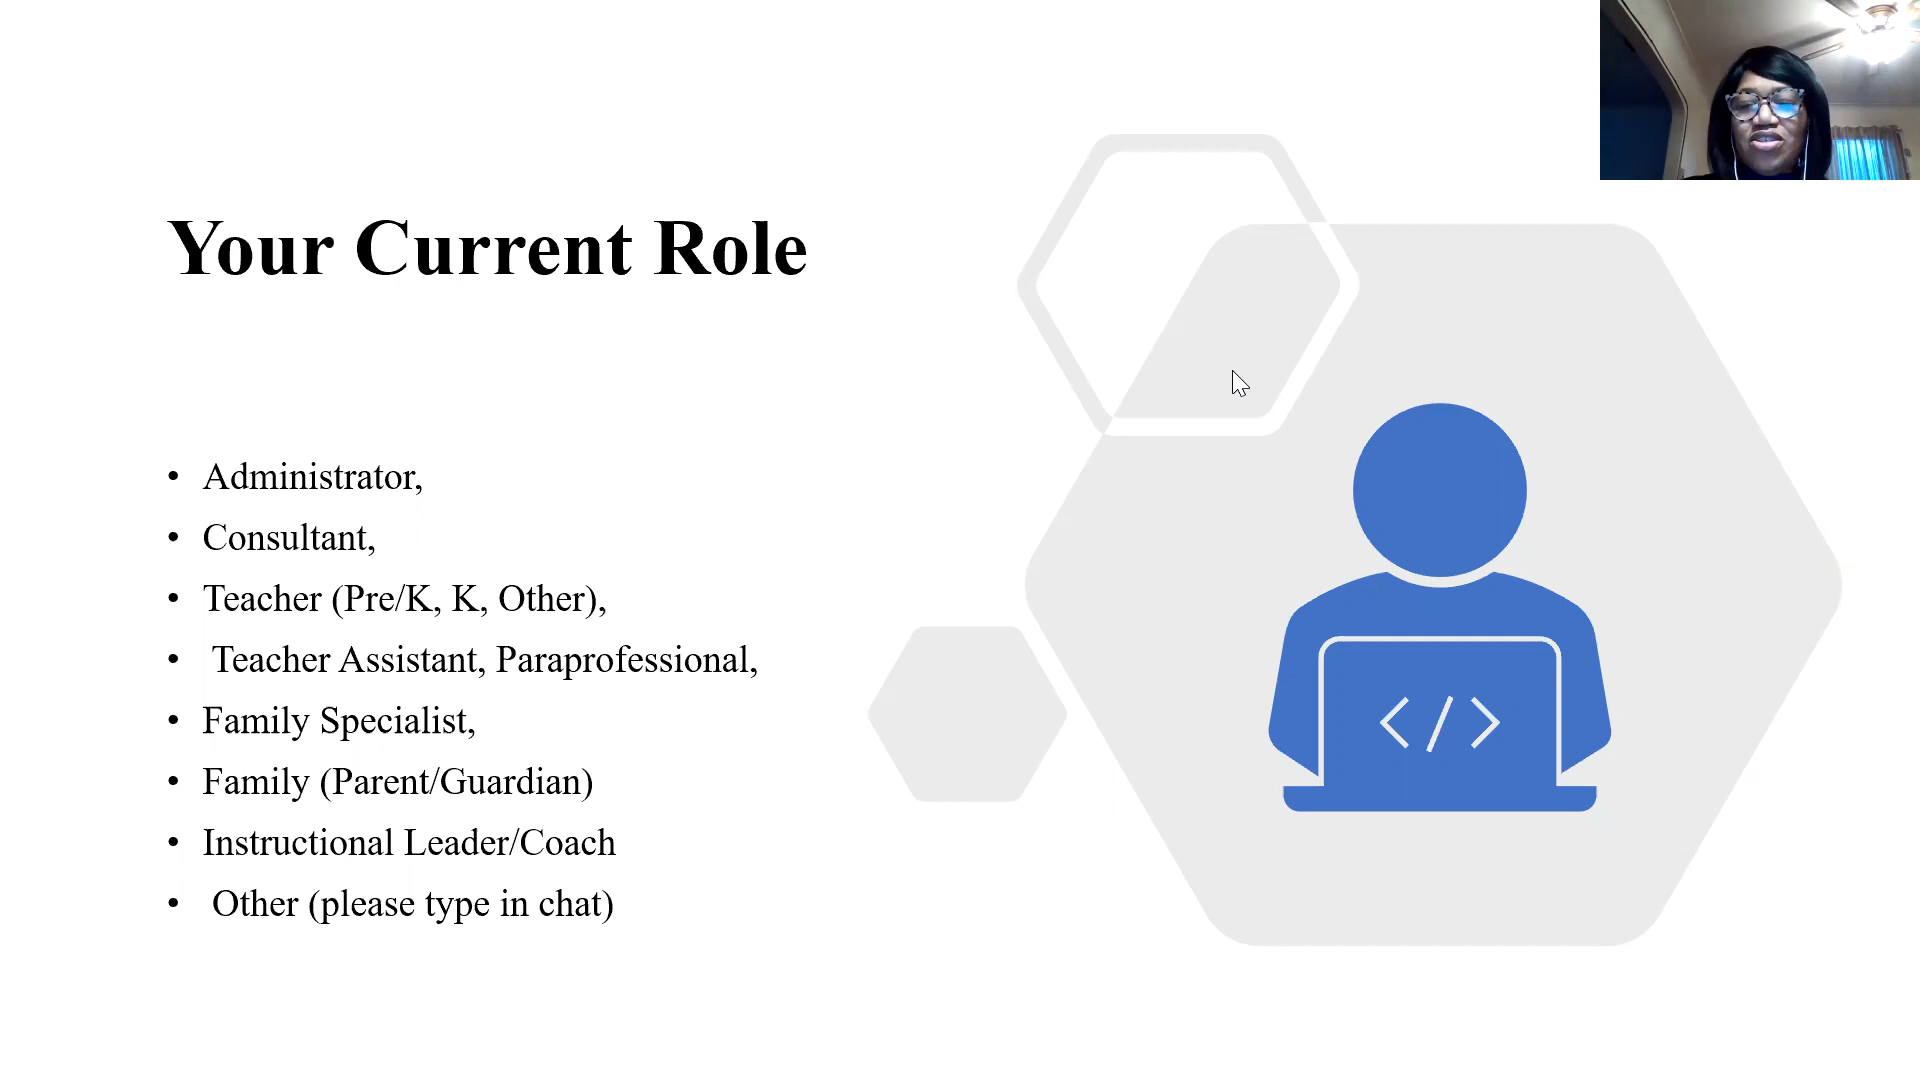 Your Current Role
• Administrator,
• Consultant,
• Teacher (Pre/K, K, Other),
• Teacher Assistant, Paraprofessional,
• Family Specialist,
• Family (Parent/Guardian)
• Instructional Leader/Coach
• Other (please type in chat)
</>